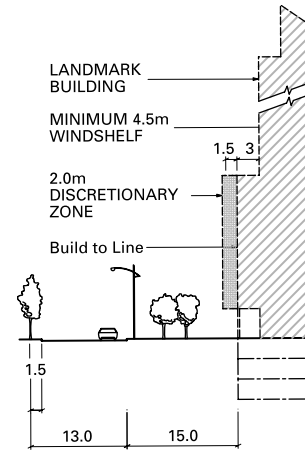 LANDMARK
BUILDING
MINIMUM 4.5m
WINDSHELF
1.5 3
2.0m
DISCRETIONARY
ZONE
Build to Line
1.5
13.0 15.0